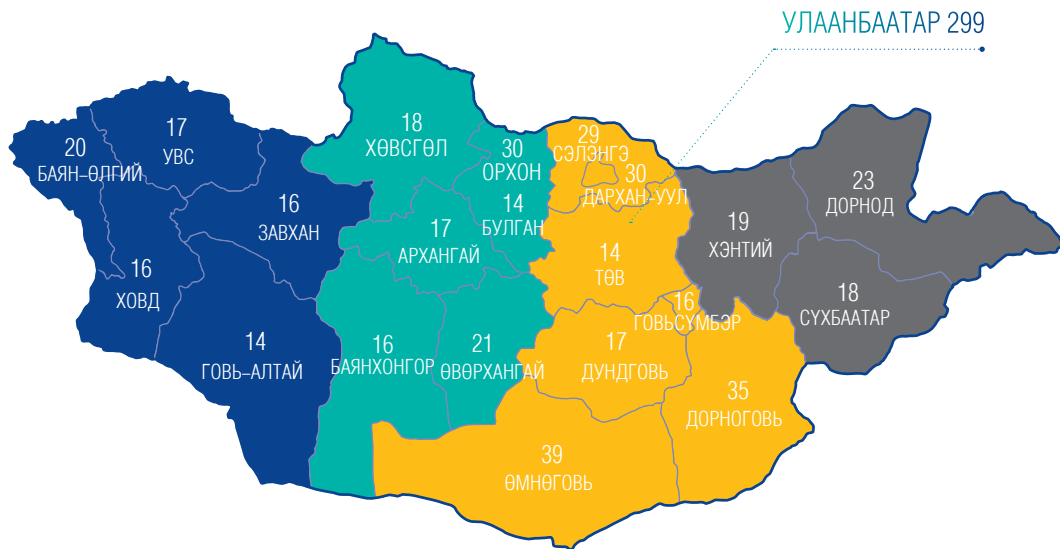 УЛААНБААТАР 299
20
БАЯН-ӨЛГИЙ
17
УВС
16
ЗАВХАН
16
ХОВД
14
ГОВЬ-АЛТАЙ
18
ХӨВСГӨЛ
30
ОРХОН
14
БУЛГАН
17
АРХАНГАЙ
16
БАЯНХОНГОР
21
ӨВӨРХАНГАЙ
29
СЭЛЭНГЭ
30
ДАРХАН-УУЛ
14
ТӨВ
16
ГОВЬСҮМБЭР
17
ДУНДГОВЬ
35
ДОРНОГОВЬ
39
ӨМНӨГОВЬ
19
ХЭНТИЙ
23
ДОРНОД
18
СҮХБААТАР